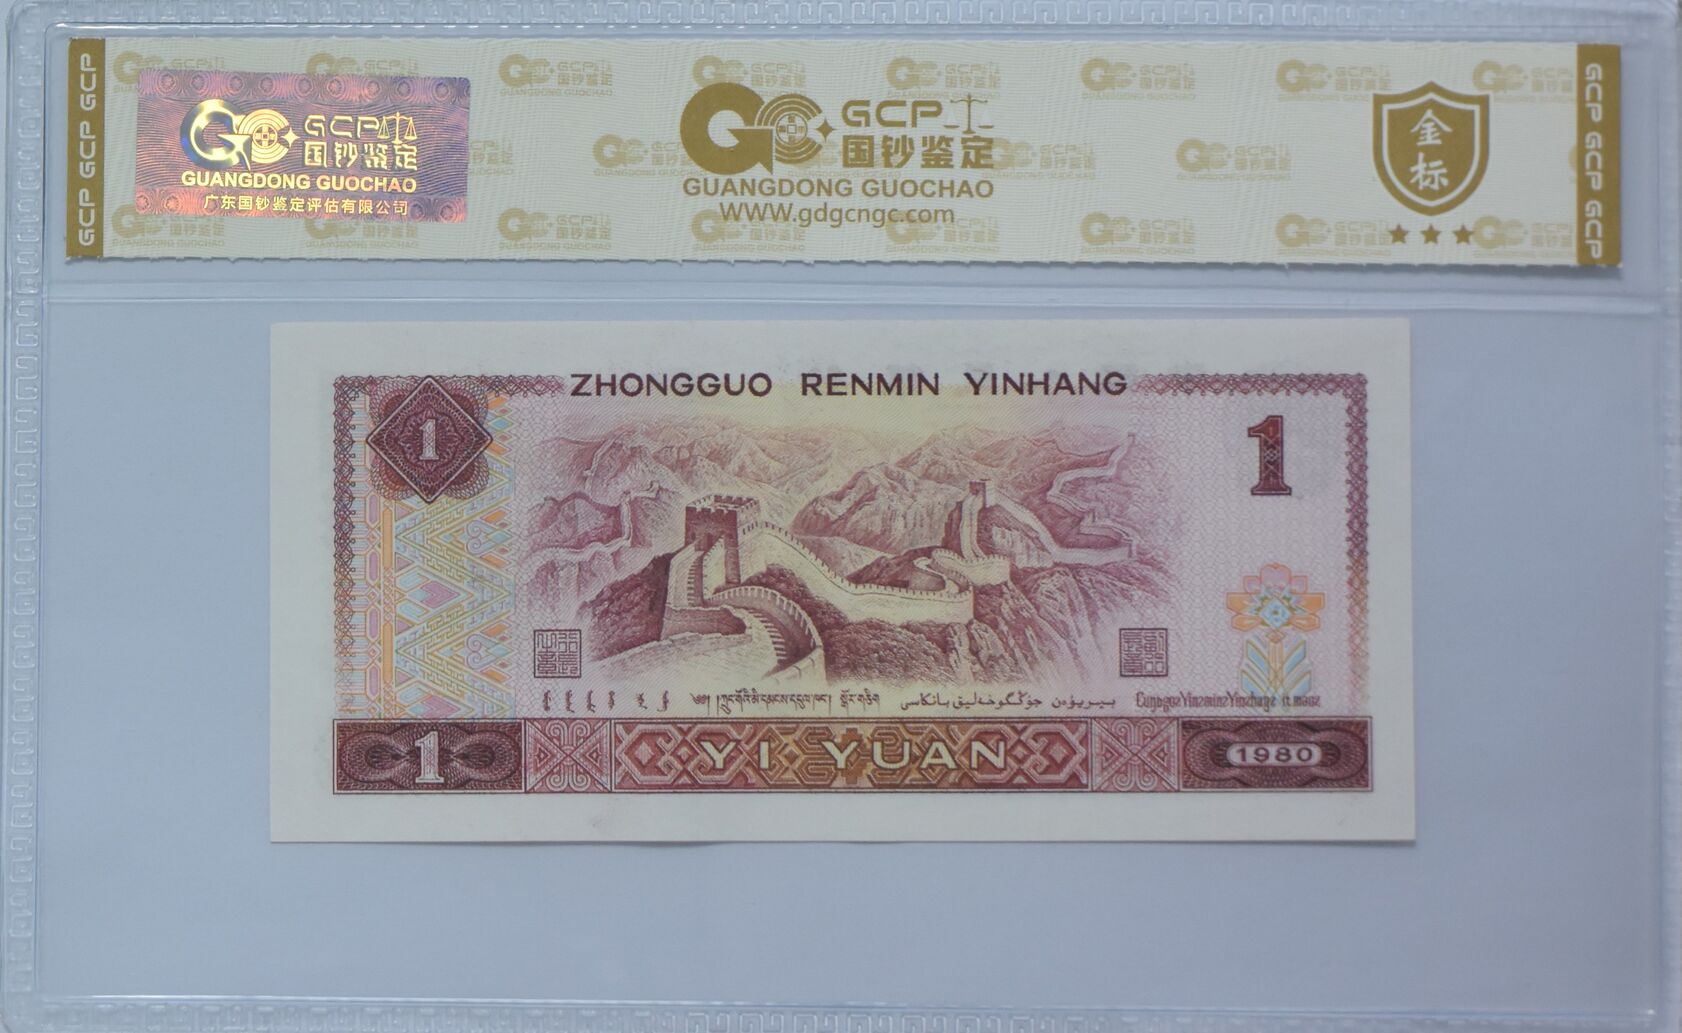 GCP GCP GCP
GCP 国钞鉴定
GUANGDONG GUOCHAO
广东国钞鉴定评估有限公司
GCP
国钞鉴定
GUANGDONG GUOCHAO
WWW.gdgcngc.com
金
标
GCP GCP GCP
ZHONGGUO RENMIN YINHANG
1
1
YI YUAN
1
1980